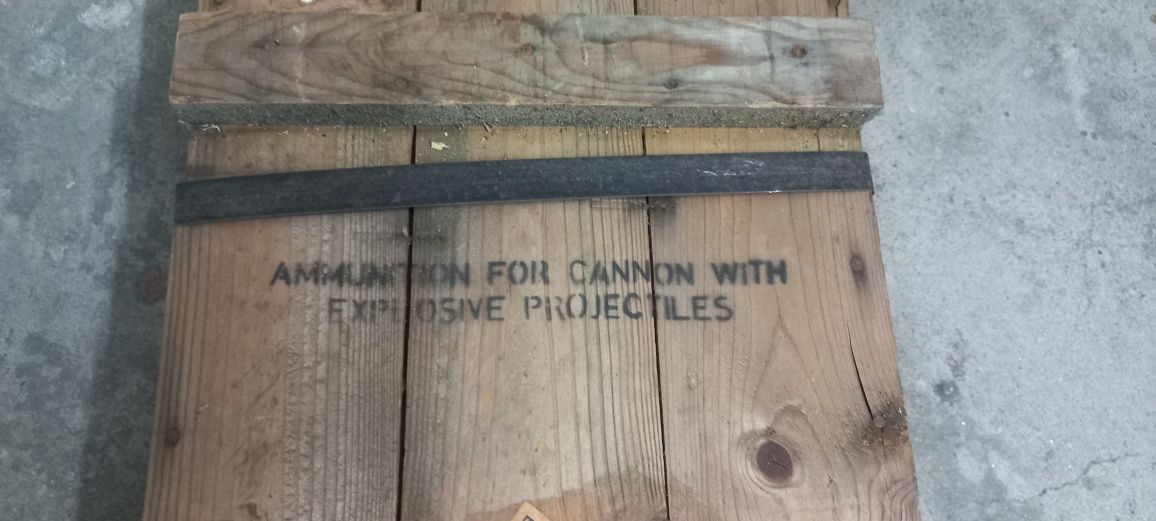 AMMUNITION FOR CANNON WITH
EXPLOSIVE PROJECTILES